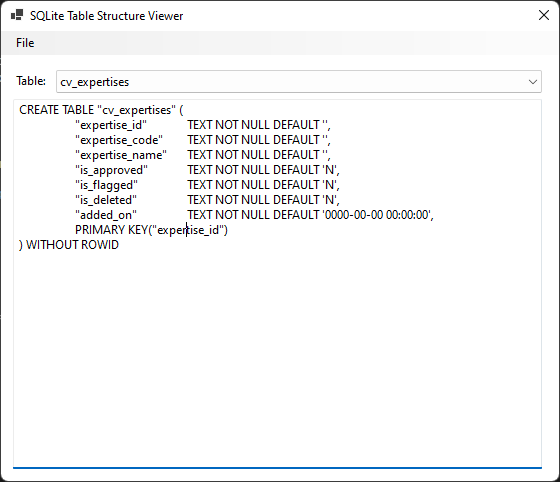 SQLite Table Structure Viewer
File
Table: cv_expertises
CREATE TABLE "cv_expertises" (
"expertise_id" TEXT NOT NULL DEFAULT '',
"expertise_code" TEXT NOT NULL DEFAULT '',
"expertise_name" TEXT NOT NULL DEFAULT '',
"is_approved" TEXT NOT NULL DEFAULT 'N',
"is_flagged" TEXT NOT NULL DEFAULT 'N',
"is_deleted" TEXT NOT NULL DEFAULT 'N',
"added_on" TEXT NOT NULL DEFAULT '0000-00-00 00:00:00',
PRIMARY KEY("expertise_id")
) WITHOUT ROWID